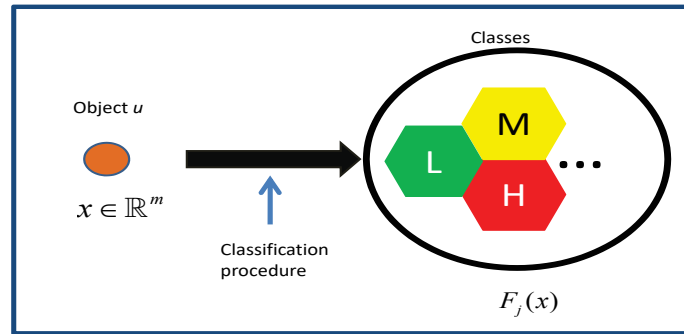 Classes
Object u
M
L
...
H
x ∈ ℝ^m
Classification
procedure
F_j(x)